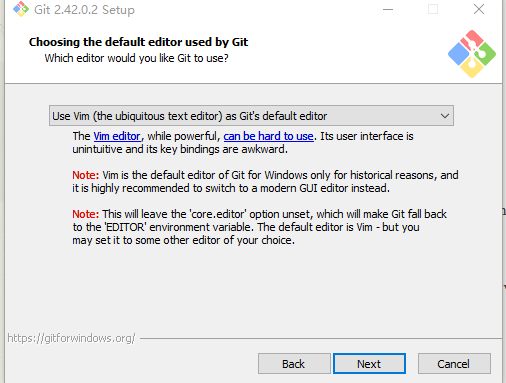 Git 2.42.0.2 Setup
Choosing the default editor used by Git
Which editor would you like Git to use?
Use Vim (the ubiquitous text editor) as Git's default editor
The Vim editor, while powerful, can be hard to use. Its user interface is
unintuitive and its key bindings are awkward.
Note: Vim is the default editor of Git for Windows only for historical reasons, and
it is highly recommended to switch to a modern GUI editor instead.
Note: This will leave the 'core.editor' option unset, which will make Git fall back
to the 'EDITOR' environment variable. The default editor is Vim - but you
may set it to some other editor of your choice.
https://gitforwindows.org/
Back
Next
Cancel